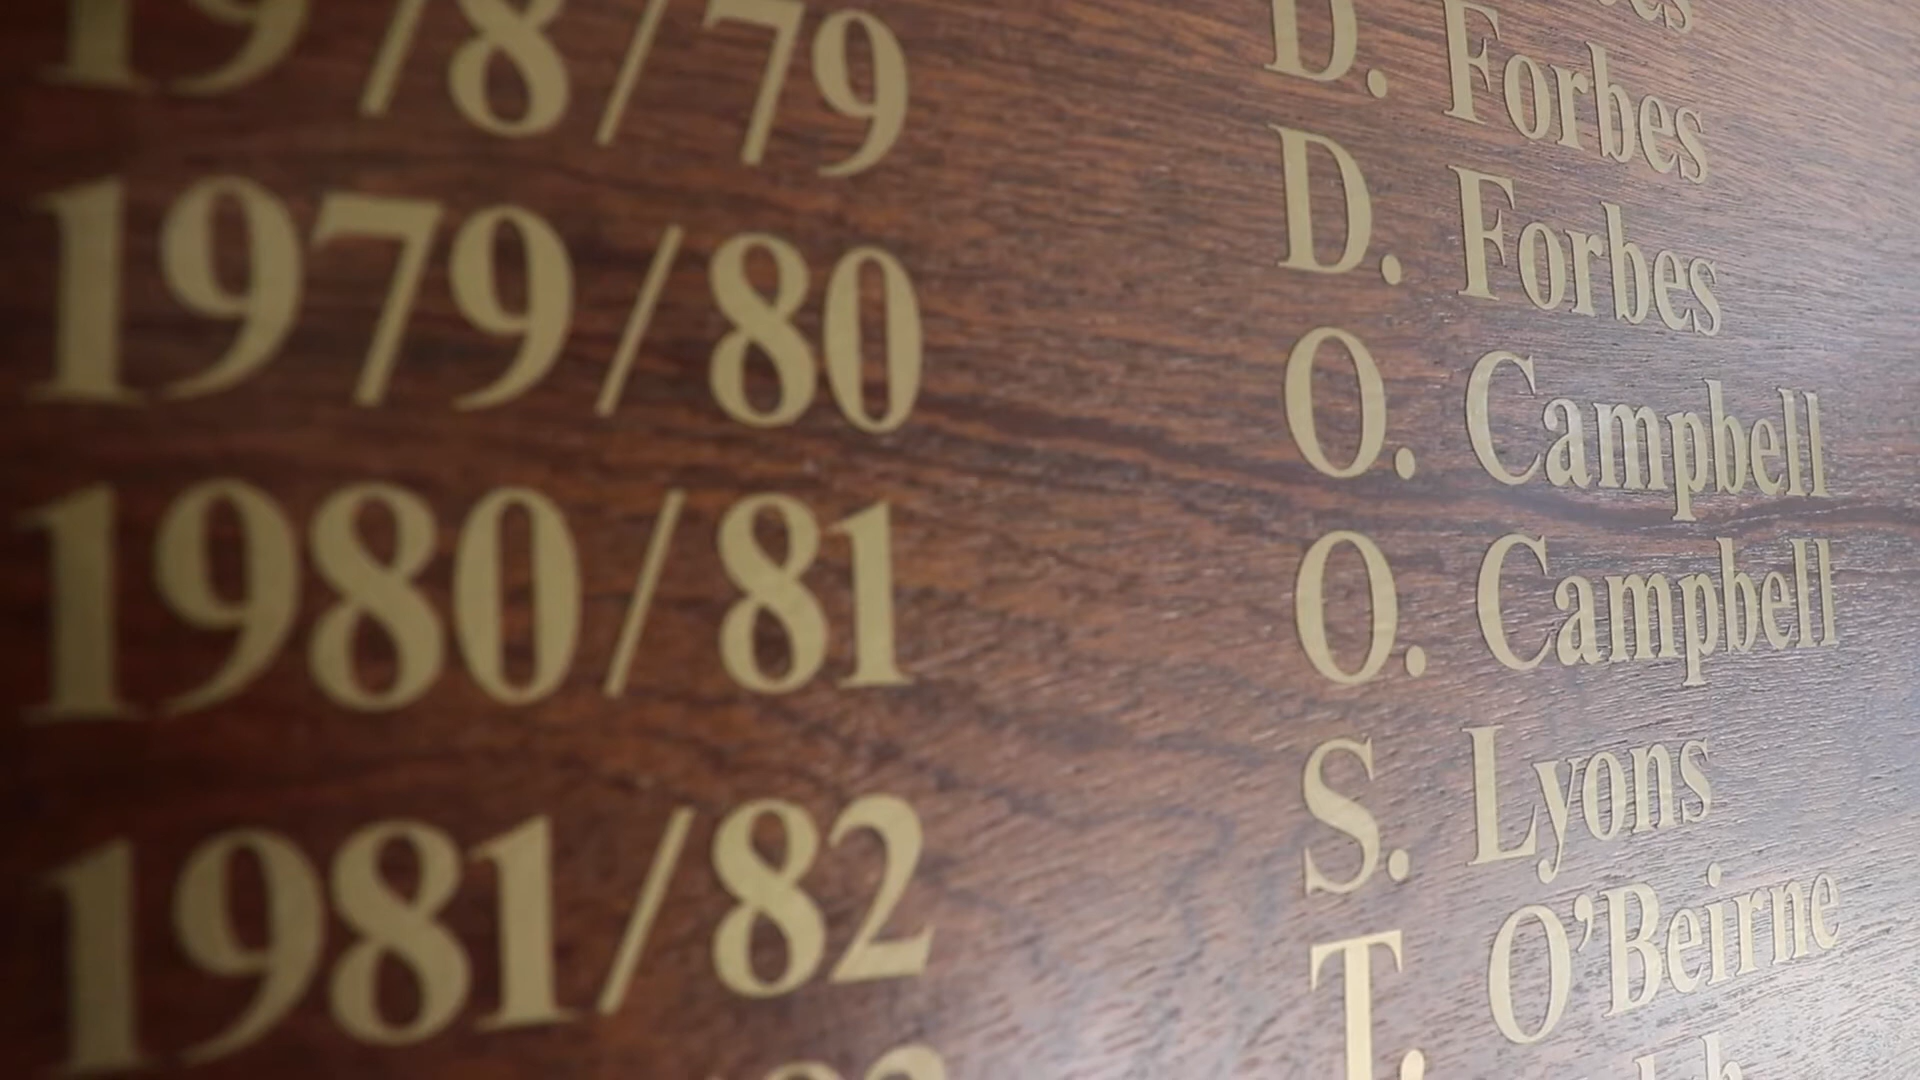 D. Forbes
1978/79 D. Forbes
1979/80 O. Campbell
1980/81 O. Campbell
1981/82 S. Lyons
T. O'Beirne